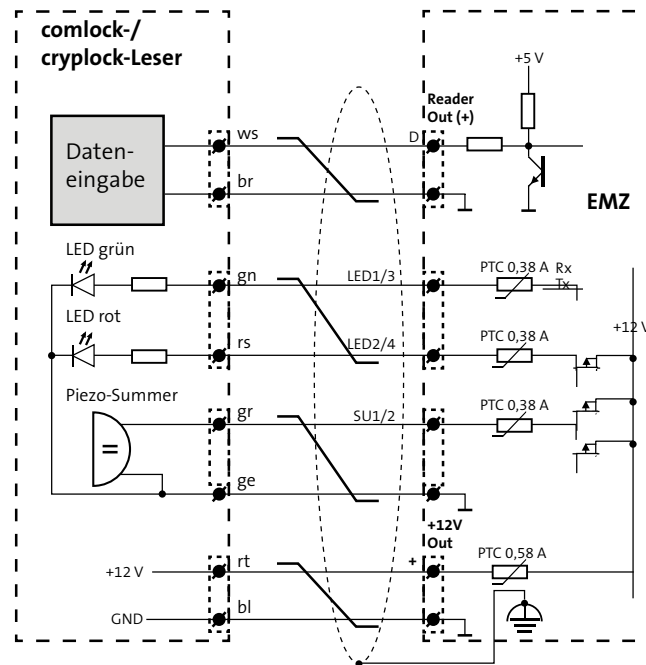 comlock-/
cryplock-Leser
+5 V
Reader
Out (+)
ws
D
Daten-
eingabe
br
EMZ
LED grün
gn
LED1/3
PTC 0,38 A
Rx
Tx
LED rot
rs
LED2/4
PTC 0,38 A
+12 V
Piezo-Summer
gr
SU1/2
PTC 0,38 A
=
ge
+12V
Out
+12 V
rt
+
PTC 0,58 A
GND
bl